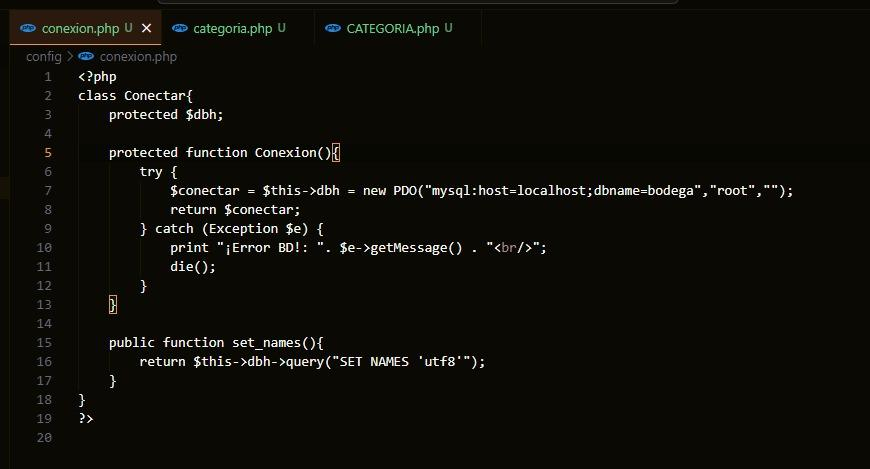 conexion.php U
categoria.php U
CATEGORIA.php U
config > conexion.php
1 <?php
2 class Conectar{
3     protected $dbh;
4
5     protected function Conexion(){
6         try {
7             $conectar = $this->dbh = new PDO("mysql:host=localhost;dbname=bodega","root","");
8             return $conectar;
9         } catch (Exception $e) {
10             print "¡Error BD!: ". $e->getMessage() . "<br/>";
11             die();
12         }
13     }
14
15     public function set_names(){
16         return $this->dbh->query("SET NAMES 'utf8'");
17     }
18 }
19 ?>
20